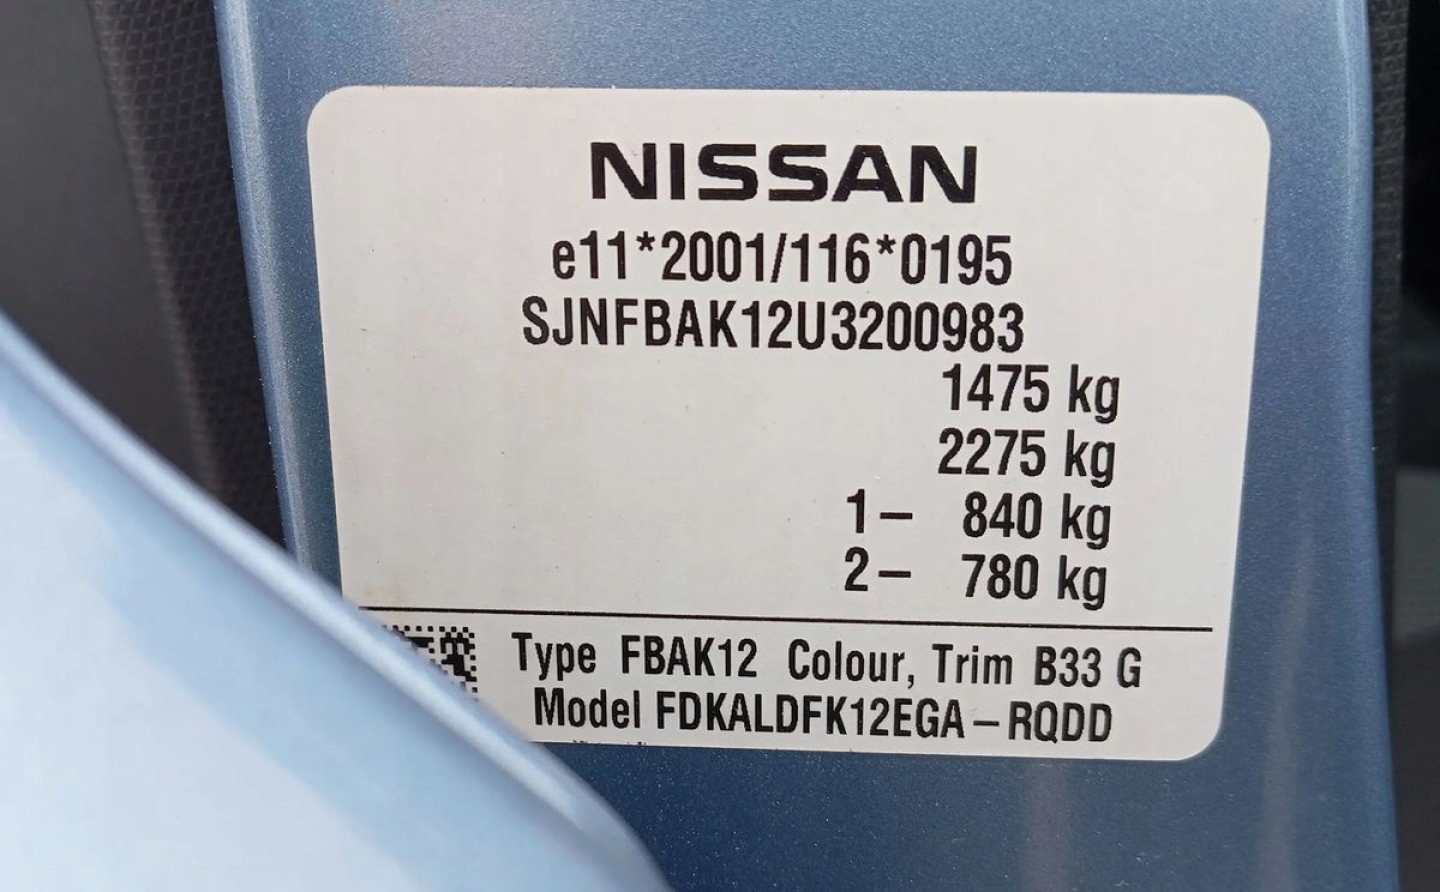 NISSAN
e11*2001/116*0195
SJNFBAK12U3200983
1475 kg
2275 kg
1– 840 kg
2– 780 kg
Type FBAK12 Colour, Trim B33 G
Model FDKALDFK12EGA–RQDD